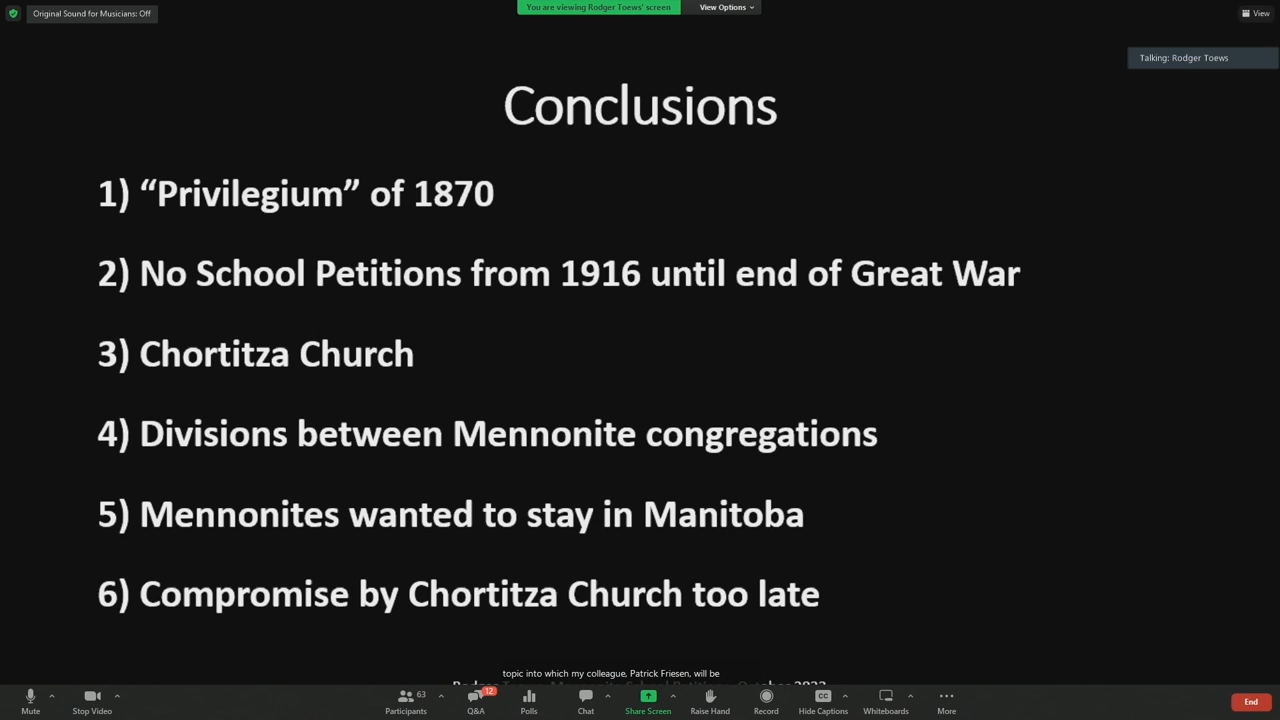 Original Sound for Musicians: Off
You are viewing Rodger Toews' screen
View Options
View
Talking: Rodger Toews
Conclusions
1) “Privilegium” of 1870
2) No School Petitions from 1916 until end of Great War
3) Chortitza Church
4) Divisions between Mennonite congregations
5) Mennonites wanted to stay in Manitoba
6) Compromise by Chortitza Church too late
topic into which my colleague, Patrick Friesen, will be
Mute
Stop Video
63
Participants
12
Q&A
Polls
Chat
Share Screen
Raise Hand
Record
CC
Hide Captions
Whiteboards
More
End